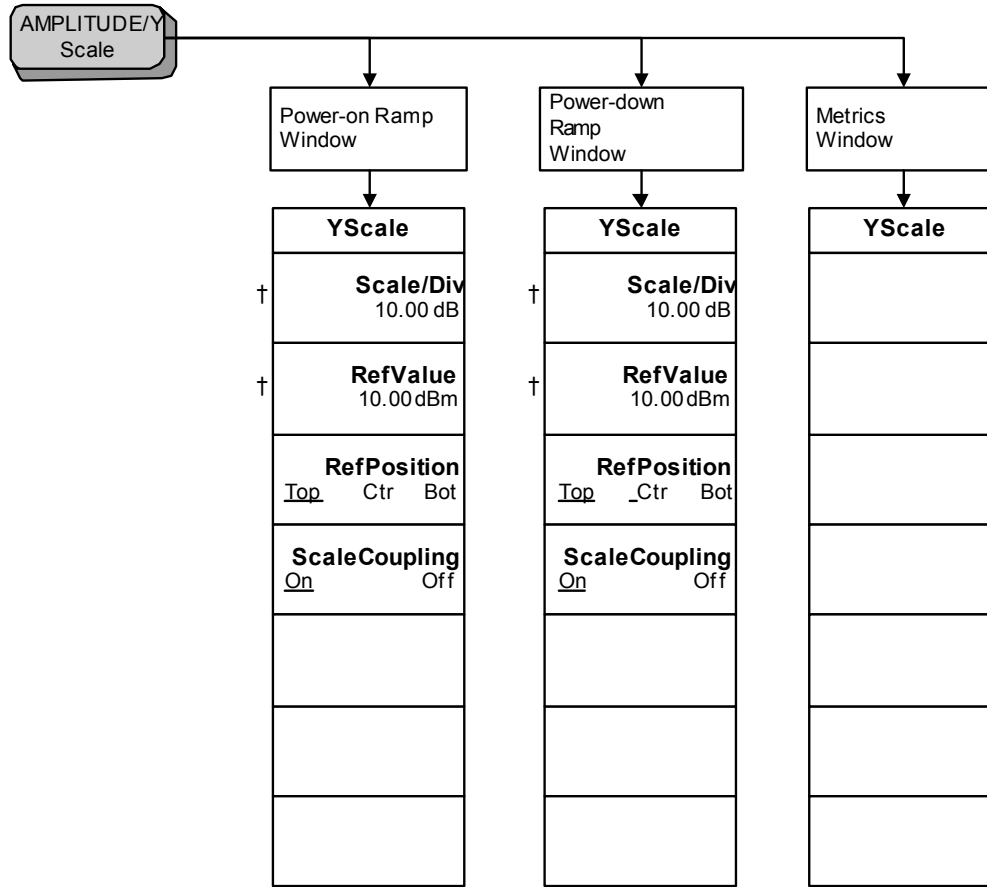 AMPLITUDE/Y
Scale
Power-on Ramp
Window
Power-down
Ramp
Window
Metrics
Window
YScale
† Scale/Div
10.00 dB
† RefValue
10.00dBm
RefPosition
Top Ctr Bot
ScaleCoupling
On Off
YScale
† Scale/Div
10.00 dB
† RefValue
10.00dBm
RefPosition
Top _Ctr Bot
ScaleCoupling
On Off
YScale